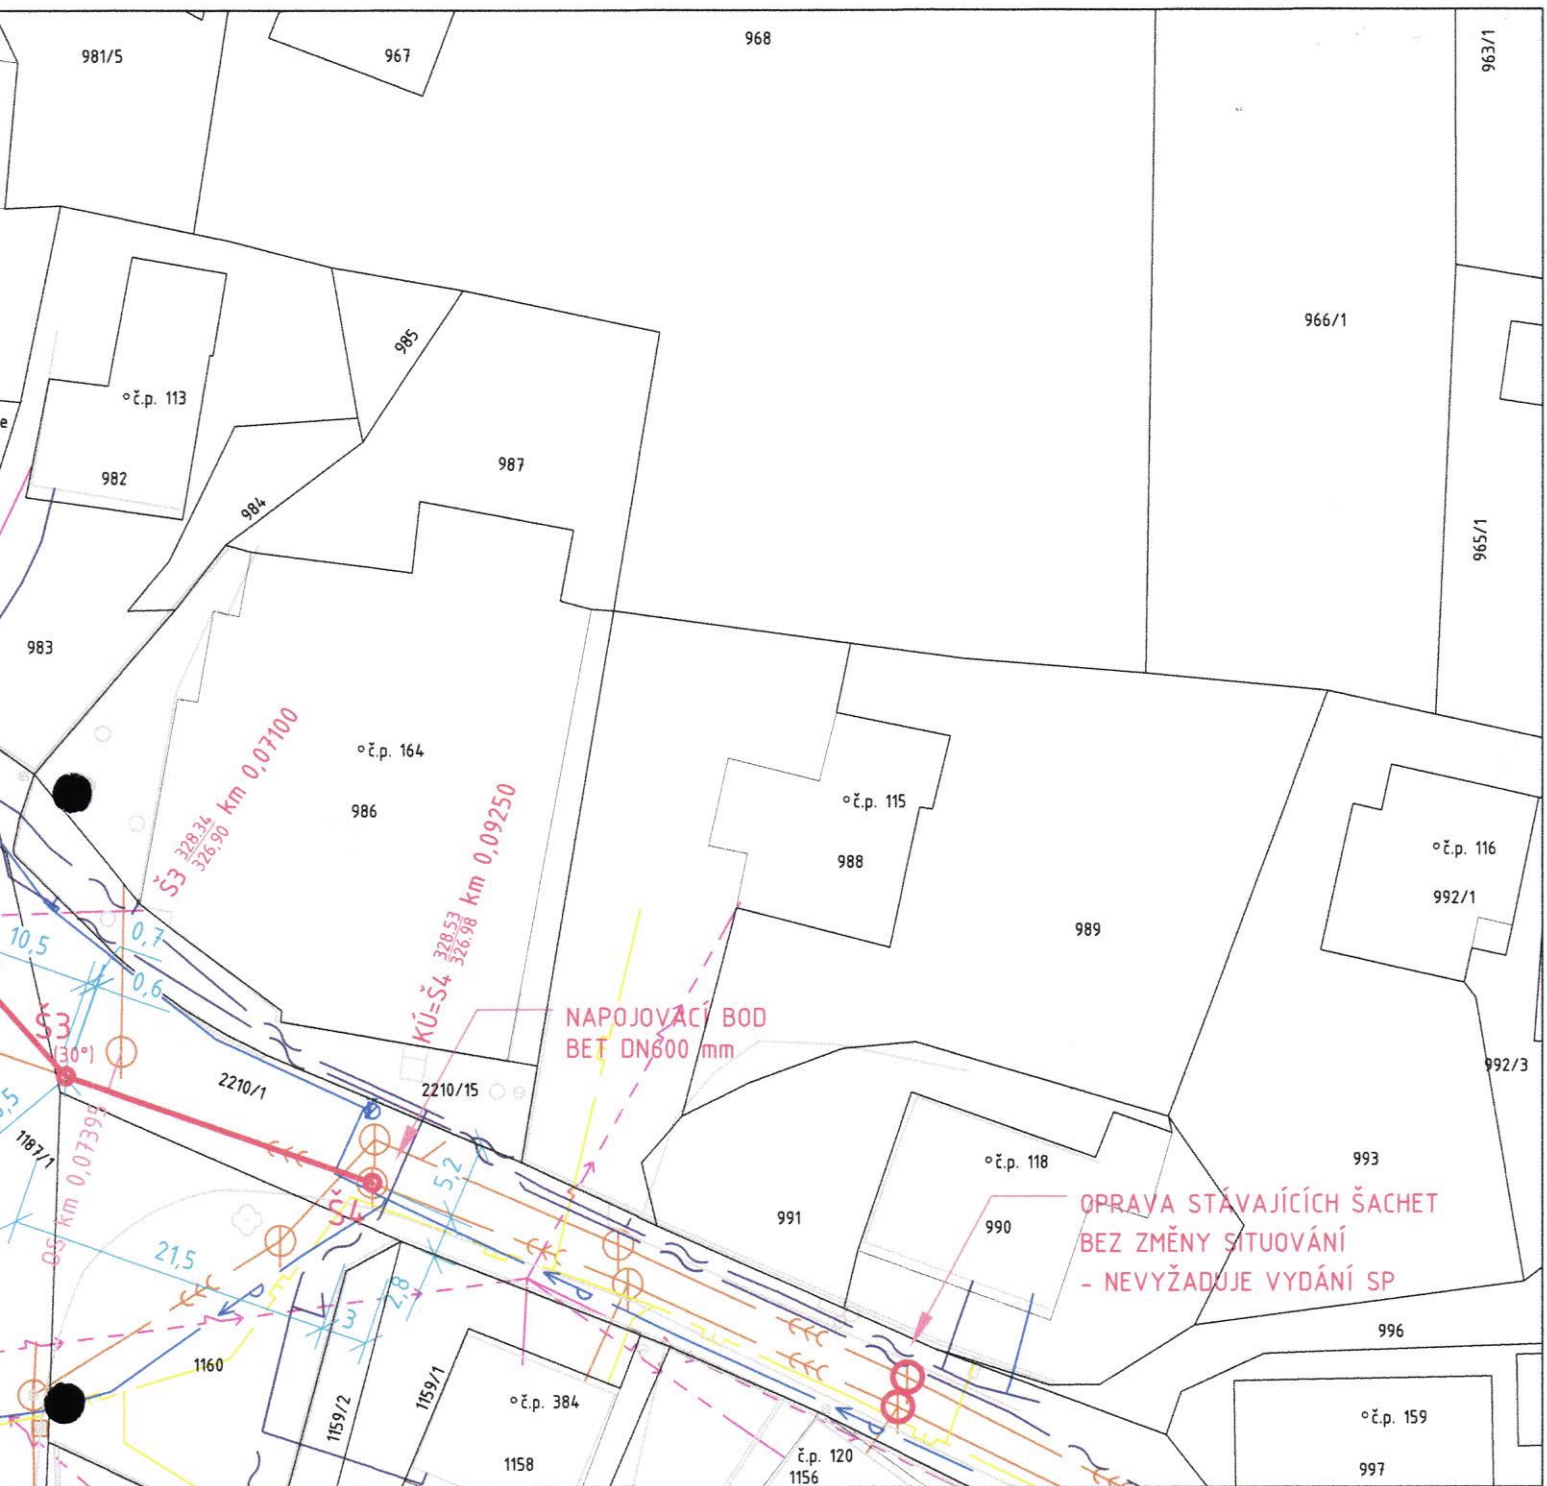 981/5
967
968
963/1
966/1
985
č.p. 113
982
987
984
965/1
983
č.p. 164
986
Š3 328.34 km 0,07100
326,90
KÚ=Š4 328.53 km 0,09250
326.98
č.p. 115
988
č.p. 116
992/1
989
10,5
0,7
0,6
NAPOJOVACÍ BOD
BET DN600 mm
Š3
(30°)
2210/1
2210/15
992/3
1187/1
OS km 0,07395
5,2
Š4
č.p. 118
993
990
991
OPRAVA STÁVAJÍCÍCH ŠACHET
BEZ ZMĚNY SITUOVÁNÍ
- NEVYŽADUJE VYDÁNÍ SP
21,5
3
2,8
996
1160
1159/2
1159/1
č.p. 384
1158
č.p. 120
1156
č.p. 159
997